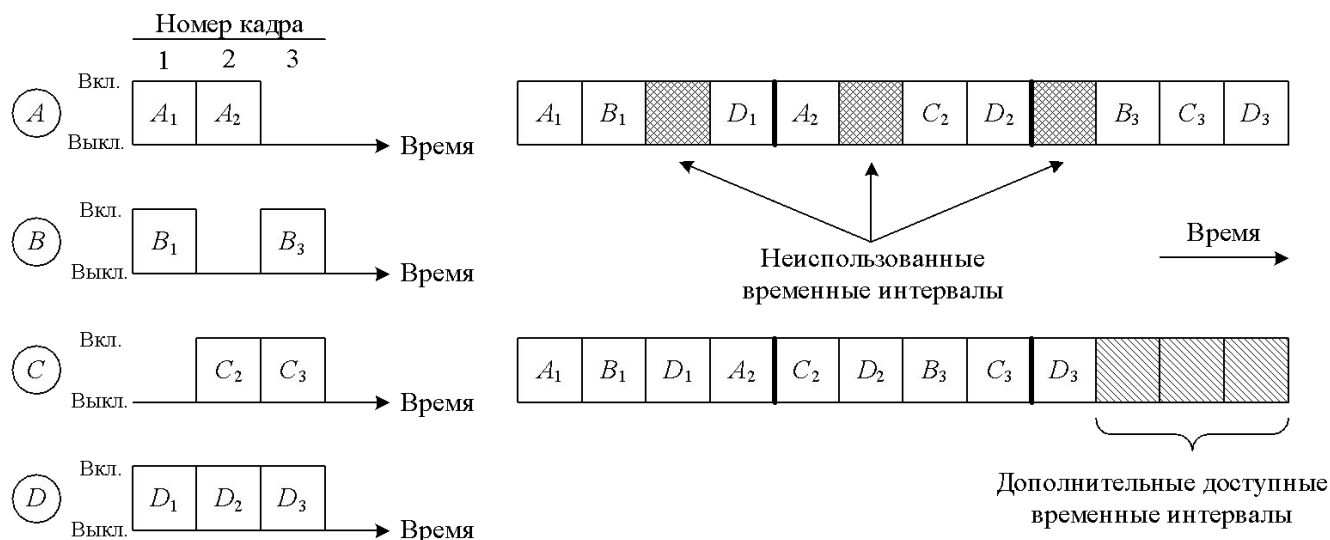 Номер кадра
1 2 3
Вкл.
A
A₁ A₂
Выкл.
Время
Вкл.
B
B₁ B₃
Выкл.
Время
Вкл.
C
C₂ C₃
Выкл.
Время
Вкл.
D
D₁ D₂ D₃
Выкл.
Время
A₁ B₁ D₁ A₂ C₂ D₂ B₃ C₃ D₃
Неиспользованные
временные интервалы
Время
A₁ B₁ D₁ A₂ C₂ D₂ B₃ C₃ D₃
Дополнительные доступные
временные интервалы